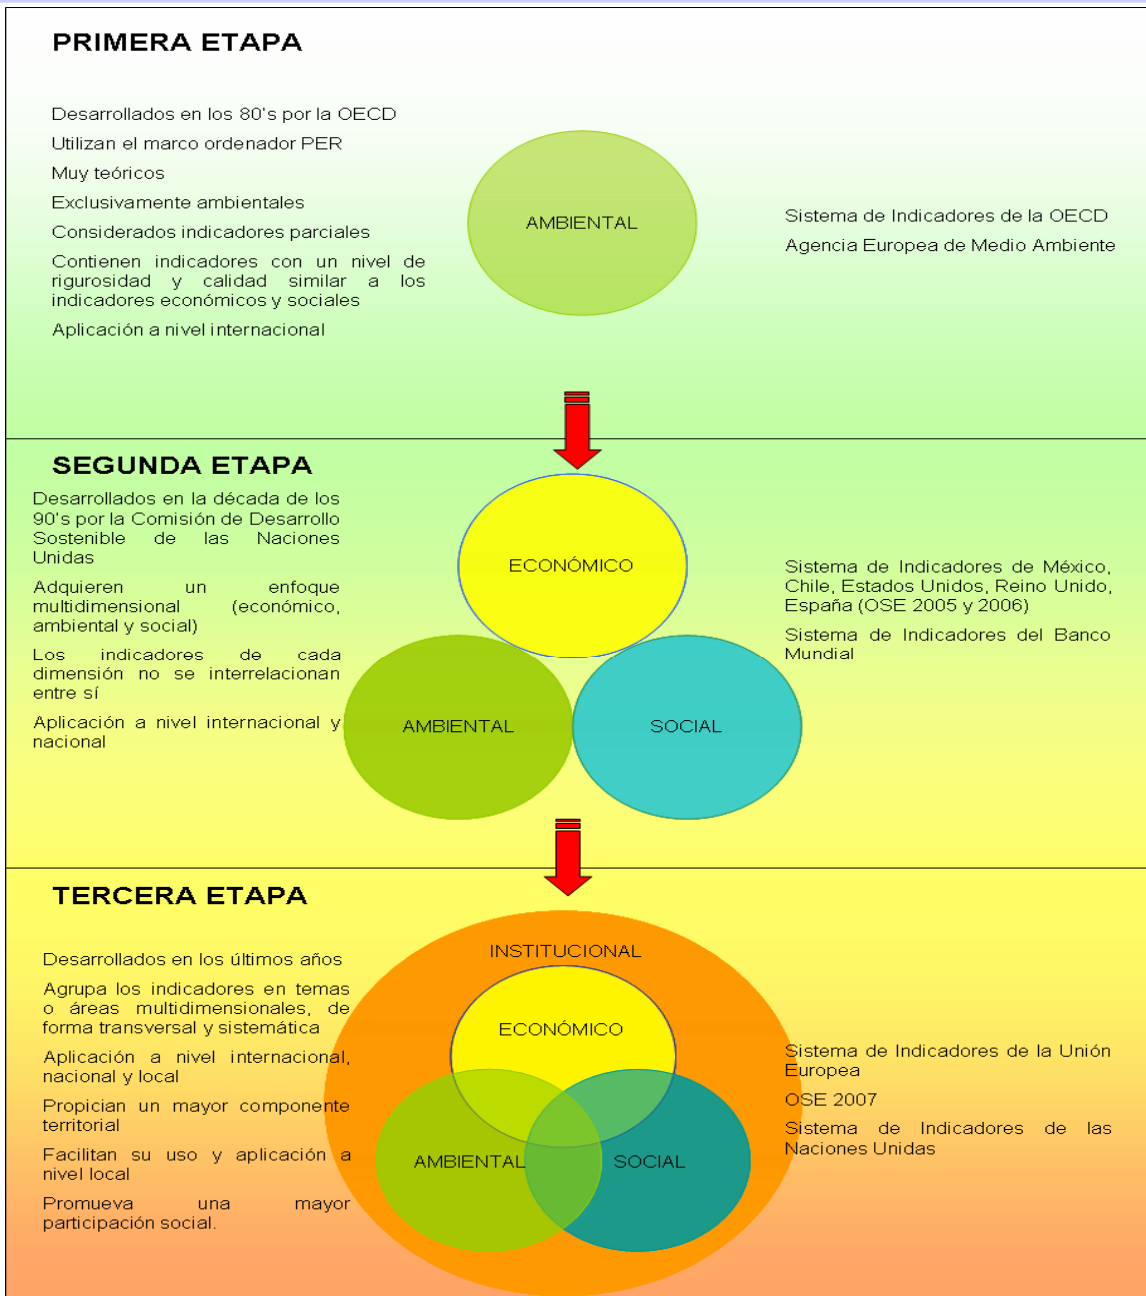 PRIMERA ETAPA
Desarrollados en los 80's por la OECD
Utilizan el marco ordenador PER
Muy teóricos
Exclusivamente ambientales
Considerados indicadores parciales
Contienen indicadores con un nivel de
rigurosidad y calidad similar a los
indicadores económicos y sociales
Aplicación a nivel internacional
AMBIENTAL
Sistema de Indicadores de la OECD
Agencia Europea de Medio Ambiente
SEGUNDA ETAPA
Desarrollados en la década de los
90's por la Comisión de Desarrollo
Sostenible de las Naciones
Unidas
Adquieren un enfoque
multidimensional (económico,
ambiental y social)
Los indicadores de cada
dimensión no se interrelacionan
entre sí
Aplicación a nivel internacional y
nacional
ECONÓMICO
AMBIENTAL
SOCIAL
Sistema de Indicadores de México,
Chile, Estados Unidos, Reino Unido,
España (OSE 2005 y 2006)
Sistema de Indicadores del Banco
Mundial
TERCERA ETAPA
Desarrollados en los últimos años
Agrupa los indicadores en temas
o áreas multidimensionales, de
forma transversal y sistemática
Aplicación a nivel internacional,
nacional y local
Propician un mayor componente
territorial
Facilitan su uso y aplicación a
nivel local
Promueva una mayor
participación social.
INSTITUCIONAL
ECONÓMICO
AMBIENTAL
SOCIAL
Sistema de Indicadores de la Unión
Europea
OSE 2007
Sistema de Indicadores de las
Naciones Unidas